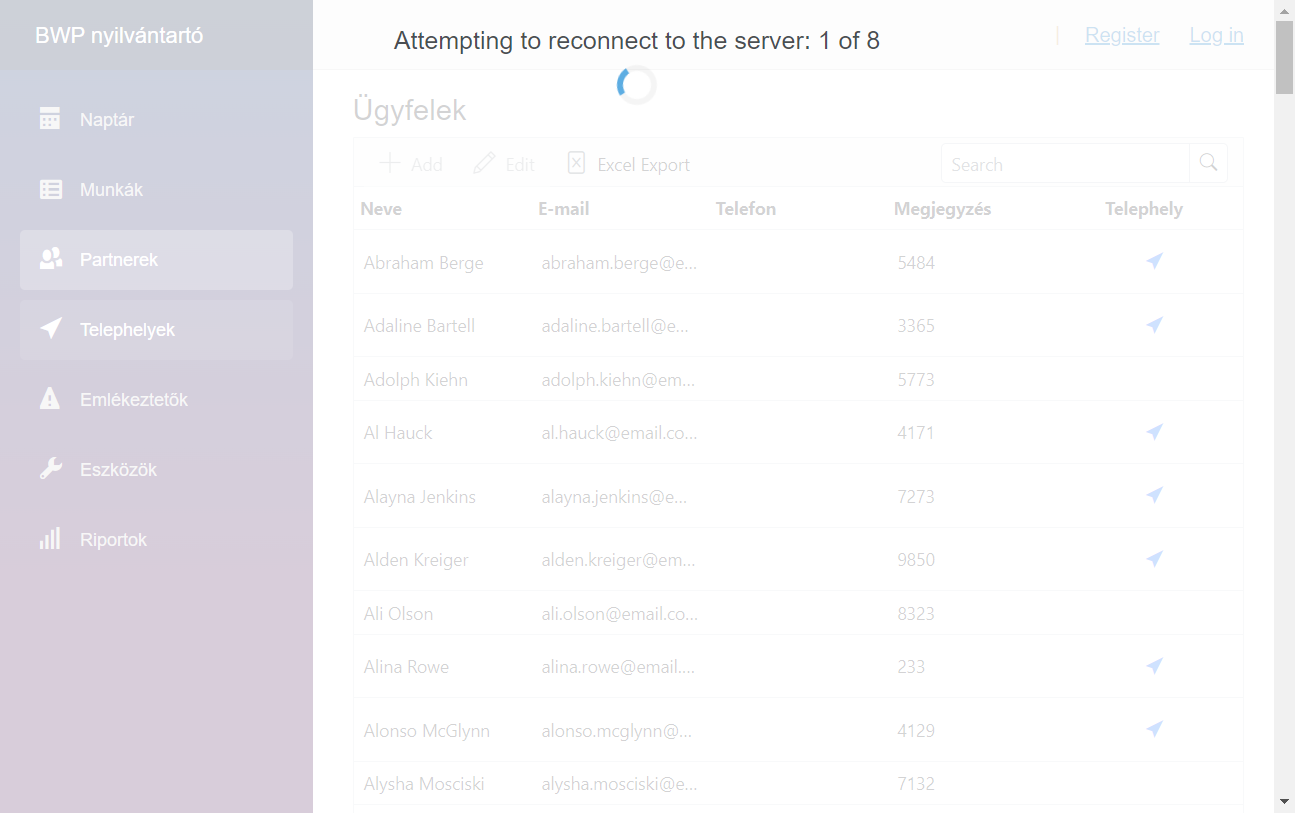 BWP nyilvántartó
Attempting to reconnect to the server: 1 of 8
Register Log in
Naptár
Munkák
Partnerek
Telephelyek
Emlékeztetők
Eszközök
Riportok
Ügyfelek
Add Edit Excel Export Search
Neve E-mail Telefon Megjegyzés Telephely
Abraham Berge abraham.berge@e... 5484
Adaline Bartell adaline.bartell@e... 3365
Adolph Kiehn adolph.kiehn@em... 5773
Al Hauck al.hauck@email.co... 4171
Alayna Jenkins alayna.jenkins@e... 7273
Alden Kreiger alden.kreiger@em... 9850
Ali Olson ali.olson@email.co... 8323
Alina Rowe alina.rowe@email.... 233
Alonso McGlynn alonso.mcglynn@... 4129
Alysha Mosciski alysha.mosciski@e... 7132